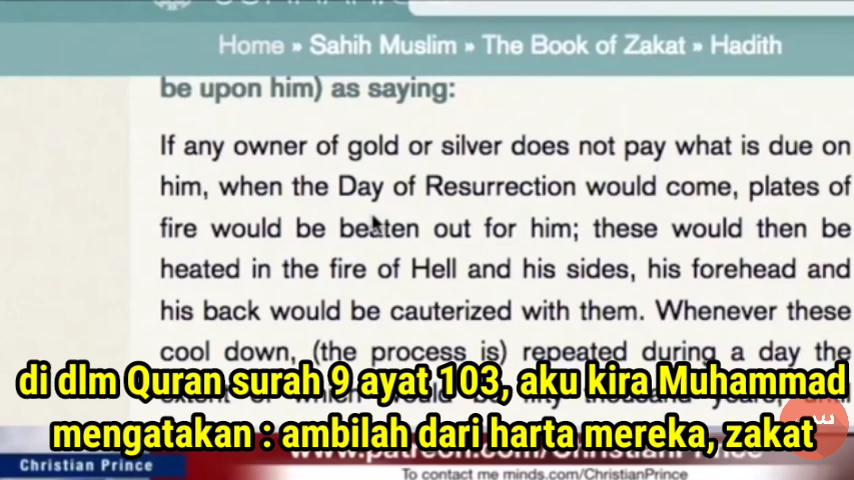 Home » Sahih Muslim » The Book of Zakat » Hadith
be upon him) as saying:
If any owner of gold or silver does not pay what is due on
him, when the Day of Resurrection would come, plates of
fire would be beaten out for him; these would then be
heated in the fire of Hell and his sides, his forehead and
his back would be cauterized with them. Whenever these
cool down, (the process is) repeated during a day the
di dlm Quran surah 9 ayat 103, aku kira Muhammad
mengatakan : ambilah dari harta mereka, zakat
www.patreon.com/ChristianPrince
Christian Prince
To contact me minds.com/ChristianPrince